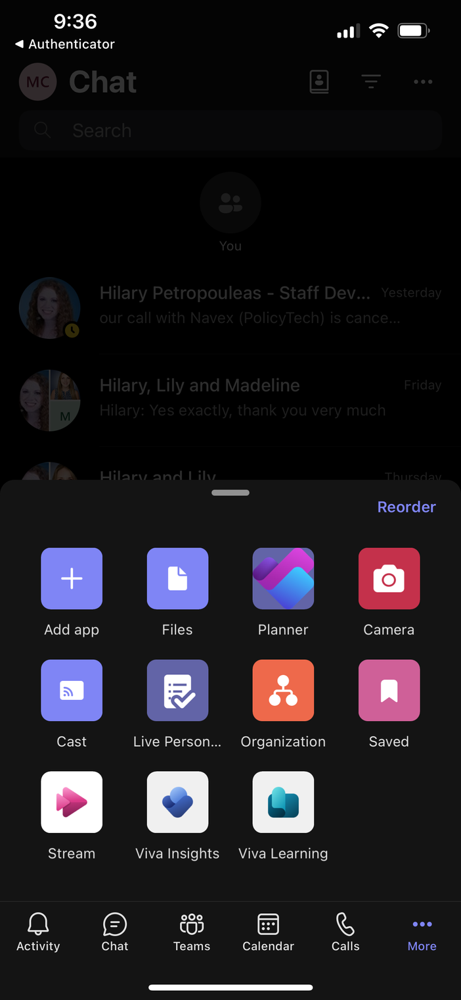 9:36
Authenticator
MC
Chat
Search
You
Hilary Petropouleas - Staff Dev...
Yesterday
our call with Navex (PolicyTech) is cance...
Hilary, Lily and Madeline
Friday
M
Hilary: Yes exactly, thank you very much
Hilary and Lily
Thursday
Reorder
Add app
Files
Planner
Camera
Cast
Live Person...
Organization
Saved
Stream
Viva Insights
Viva Learning
Activity
Chat
Teams
Calendar
Calls
More